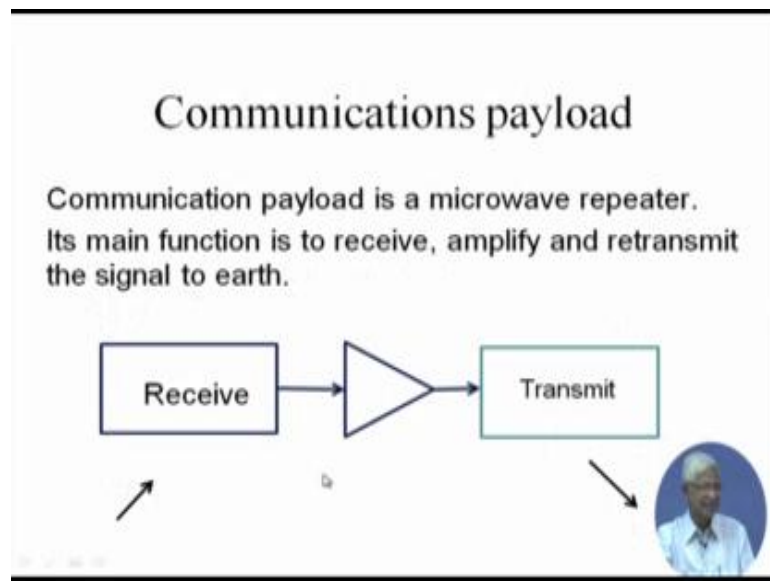 Communications payload
Communication payload is a microwave repeater.
Its main function is to receive, amplify and retransmit
the signal to earth.
Receive
Transmit